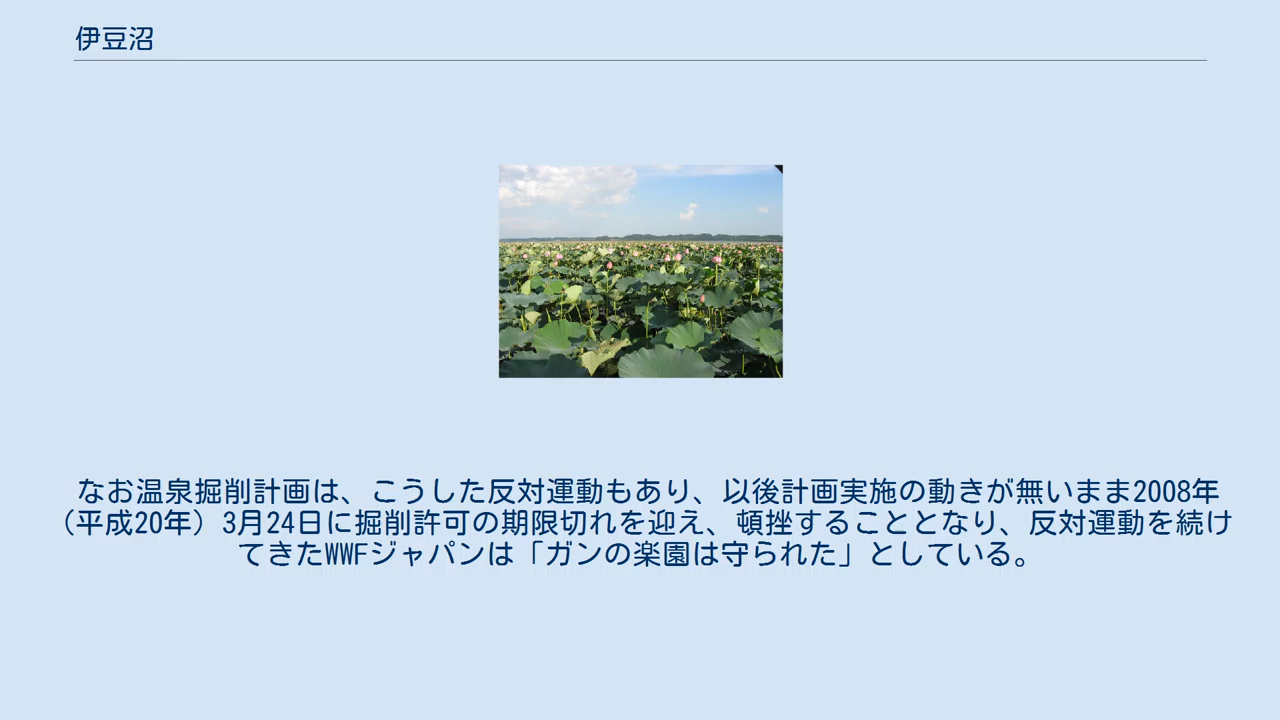 伊豆沼
なお温泉掘削計画は、こうした反対運動もあり、以後計画実施の動きが無いまま2008年
（平成20年）3月24日に掘削許可の期限切れを迎え、頓挫することとなり、反対運動を続け
てきたWWFジャパンは「ガンの楽園は守られた」としている。